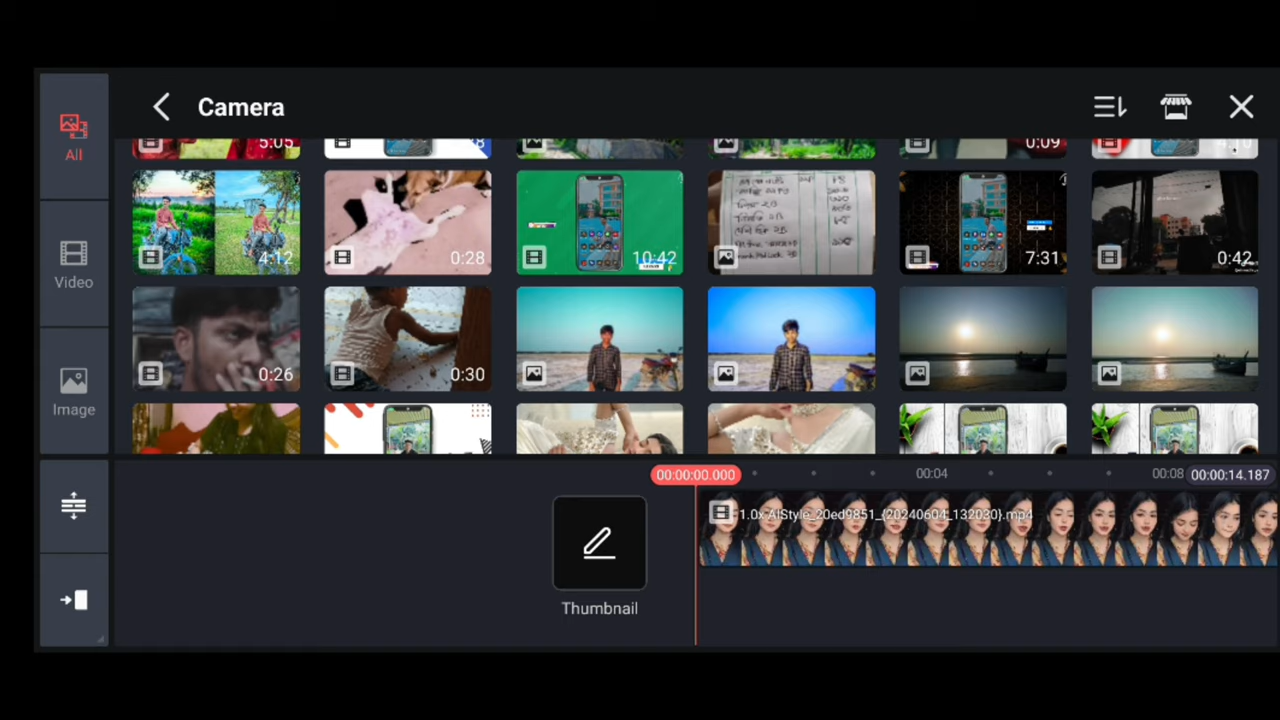 Camera
All
5:05
0:09
4:12
0:28
10:42
7:31
0:42
Video
0:26
0:30
Image
00:00:00.000
00:04
00:08
00:00:14.187
1.0x AIStyle_20ed9851_{20240604_132030}.mp4
Thumbnail